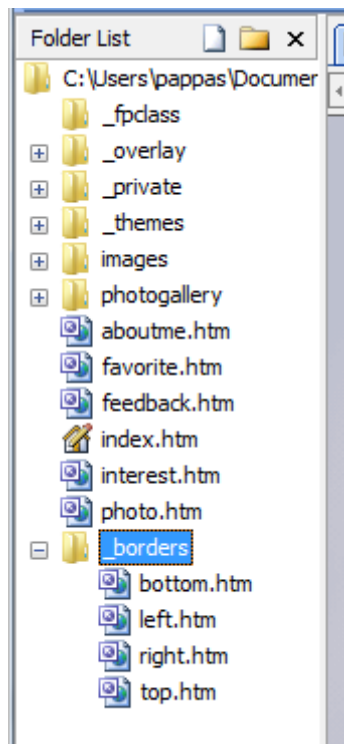 Folder List
C:\Users\pappas\Documer
_fpclass
_overlay
_private
_themes
images
photogallery
aboutme.htm
favorite.htm
feedback.htm
index.htm
interest.htm
photo.htm
_borders
bottom.htm
left.htm
right.htm
top.htm